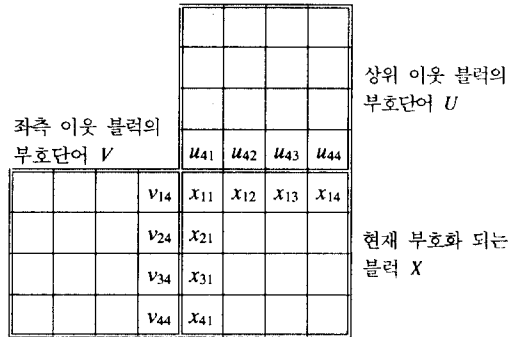 상위 이웃 블럭의
부호단어 U
좌측 이웃 블럭의
부호단어 V
u41 u42 u43 u44
v14 x11 x12 x13 x14
v24 x21
v34 x31
v44 x41
현재 부호화 되는
블럭 X